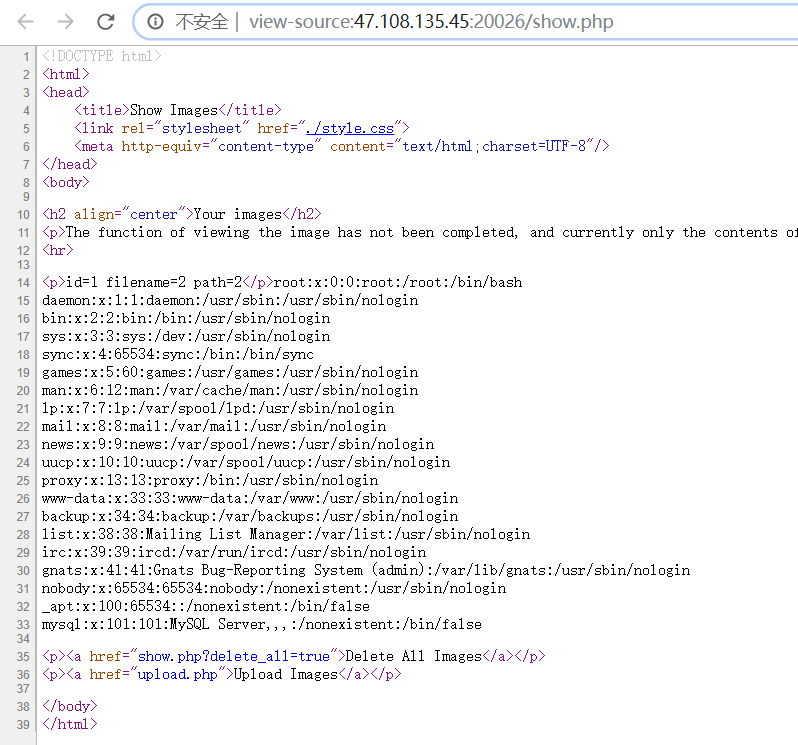 不安全 | view-source:47.108.135.45:20026/show.php
1 <!DOCTYPE html>
2 <html>
3 <head>
4 <title>Show Images</title>
5 <link rel="stylesheet" href="./style.css">
6 <meta http-equiv="content-type" content="text/html;charset=UTF-8"/>
7 </head>
8 <body>
9
10 <h2 align="center">Your images</h2>
11 <p>The function of viewing the image has not been completed, and currently only the contents of
12 <hr>
13
14 <p>id=1 filename=2 path=2</p>root:x:0:0:root:/root:/bin/bash
15 daemon:x:1:1:daemon:/usr/sbin:/usr/sbin/nologin
16 bin:x:2:2:bin:/bin:/usr/sbin/nologin
17 sys:x:3:3:sys:/dev:/usr/sbin/nologin
18 sync:x:4:65534:sync:/bin:/bin/sync
19 games:x:5:60:games:/usr/games:/usr/sbin/nologin
20 man:x:6:12:man:/var/cache/man:/usr/sbin/nologin
21 lp:x:7:7:lp:/var/spool/lpd:/usr/sbin/nologin
22 mail:x:8:8:mail:/var/mail:/usr/sbin/nologin
23 news:x:9:9:news:/var/spool/news:/usr/sbin/nologin
24 uucp:x:10:10:uucp:/var/spool/uucp:/usr/sbin/nologin
25 proxy:x:13:13:proxy:/bin:/usr/sbin/nologin
26 www-data:x:33:33:www-data:/var/www:/usr/sbin/nologin
27 backup:x:34:34:backup:/var/backups:/usr/sbin/nologin
28 list:x:38:38:Mailing List Manager:/var/list:/usr/sbin/nologin
29 irc:x:39:39:ircd:/var/run/ircd:/usr/sbin/nologin
30 gnats:x:41:41:Gnats Bug-Reporting System (admin):/var/lib/gnats:/usr/sbin/nologin
31 nobody:x:65534:65534:nobody:/nonexistent:/usr/sbin/nologin
32 _apt:x:100:65534::/nonexistent:/bin/false
33 mysql:x:101:101:MySQL Server,,,:/nonexistent:/bin/false
34
35 <p><a href="show.php?delete_all=true">Delete All Images</a></p>
36 <p><a href="upload.php">Upload Images</a></p>
37
38 </body>
39 </html>